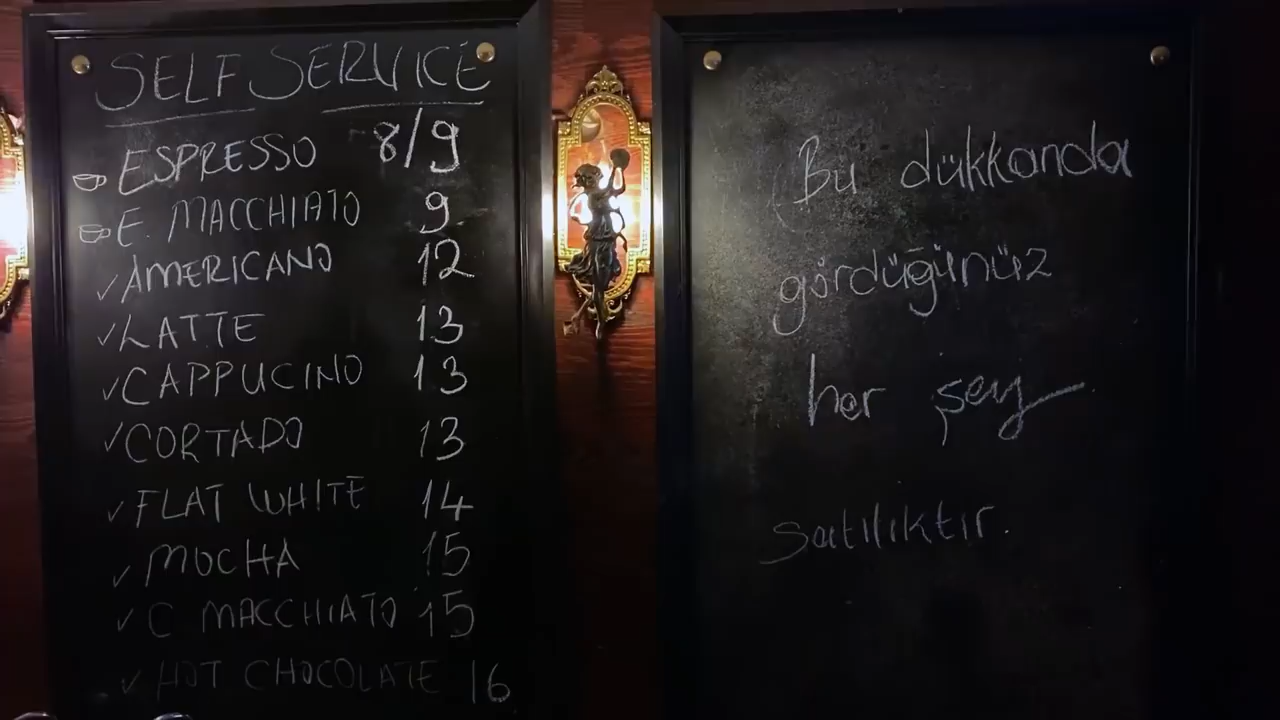 SELF SERVICE
ESPRESSO 8/9
E. MACCHIATO 9
AMERICANO 12
LATTE 13
CAPPUCINO 13
CORTADO 13
FLAT WHITE 14
MOCHA 15
C MACCHIATO 15
HOT CHOCOLATE 16
Bu dükkanda
gördüğünüz
her şey
satılıktır.